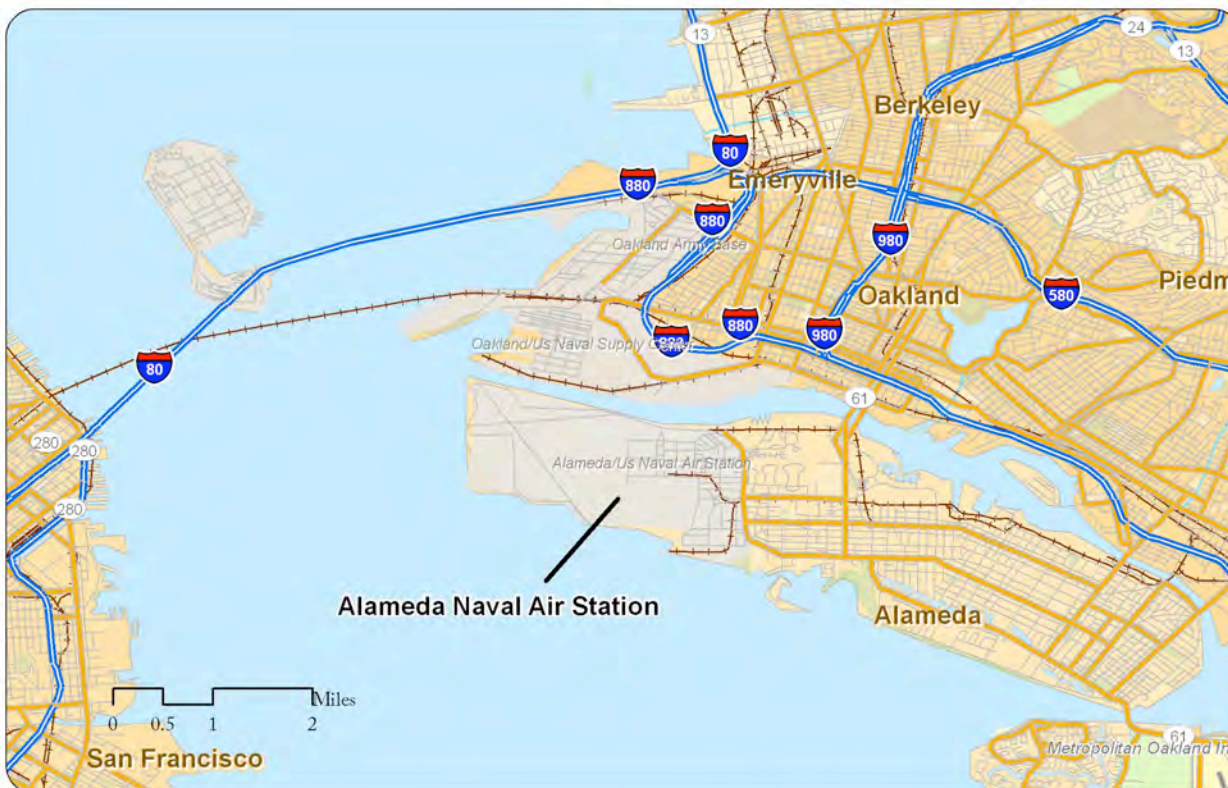 13
24
13
Berkeley
80
880
Emeryville
880
Oakland Army Base
980
Piedm
580
Oakland
880
980
880
Oakland/Us Naval Supply Center
80
61
280
280
Alameda/Us Naval Air Station
280
Alameda Naval Air Station
Alameda
Miles
0 0.5 1 2
San Francisco
61
Metropolitan Oakland In